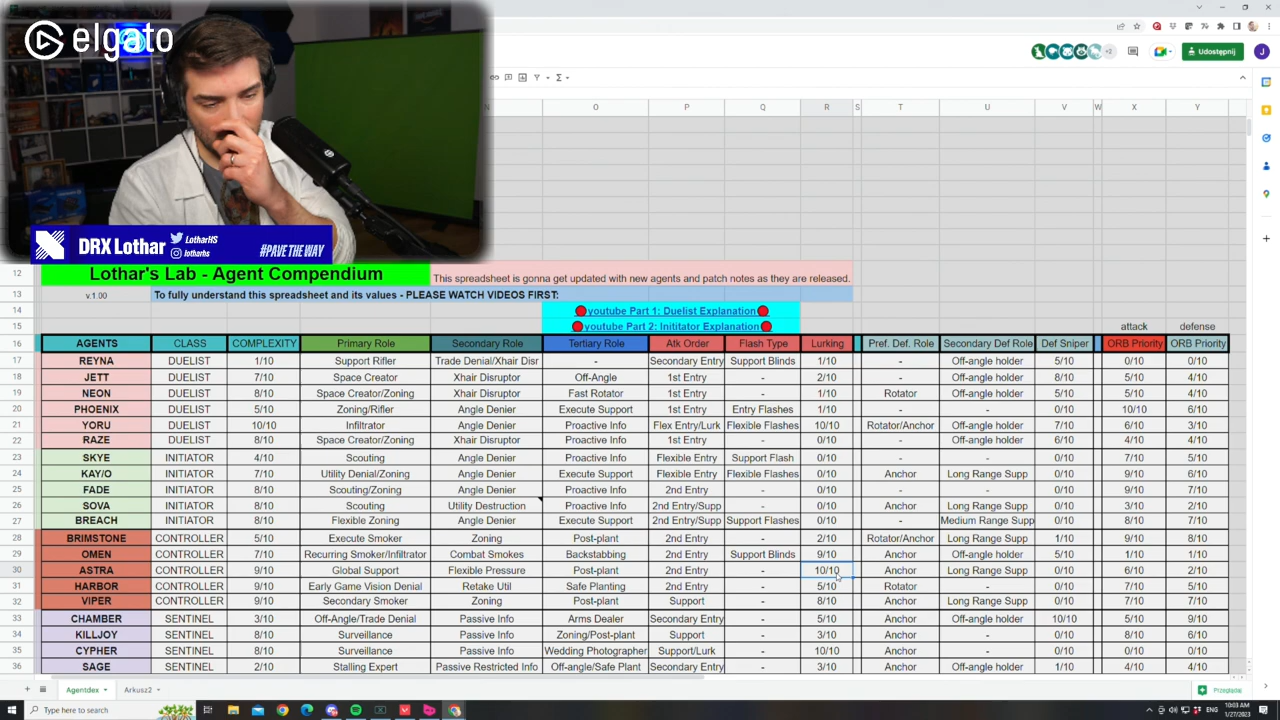 elgato
+2
Udostępnij
J
DRX Lothar
LotharHS
lotharhs
#PAVE THE WAY
N O P Q R S T U V W X Y
12 Lothar's Lab - Agent Compendium This spreadsheet is gonna get updated with new agents and patch notes as they are released.
13 v.1.00 To fully understand this spreadsheet and its values - PLEASE WATCH VIDEOS FIRST:
14 youtube Part 1: Duelist Explanation
15 youtube Part 2: Inititator Explanation attack defense
16 AGENTS CLASS COMPLEXITY Primary Role Secondary Role Tertiary Role Atk Order Flash Type Lurking Pref. Def. Role Secondary Def Role Def Sniper ORB Priority ORB Priority
17 REYNA DUELIST 1/10 Support Rifler Trade Denial/Xhair Disr - Secondary Entry Support Blinds 1/10 - Off-angle holder 5/10 0/10 0/10
18 JETT DUELIST 7/10 Space Creator Xhair Disruptor Off-Angle 1st Entry - 2/10 - Off-angle holder 8/10 5/10 4/10
19 NEON DUELIST 8/10 Space Creator/Zoning Xhair Disruptor Fast Rotator 1st Entry - 1/10 Rotator Off-angle holder 5/10 5/10 4/10
20 PHOENIX DUELIST 5/10 Zoning/Rifler Angle Denier Execute Support 1st Entry Entry Flashes 1/10 - - 0/10 10/10 6/10
21 YORU DUELIST 10/10 Infiltrator Angle Denier Proactive Info Flex Entry/Lurk Flexible Flashes 10/10 Rotator/Anchor Off-angle holder 7/10 6/10 3/10
22 RAZE DUELIST 8/10 Space Creator/Zoning Xhair Disruptor Proactive Info 1st Entry - 0/10 - Off-angle holder 6/10 4/10 4/10
23 SKYE INITIATOR 4/10 Scouting Angle Denier Proactive Info Flexible Entry Support Flash 0/10 - - 0/10 7/10 5/10
24 KAY/O INITIATOR 7/10 Utility Denial/Zoning Angle Denier Execute Support Flexible Entry Flexible Flashes 0/10 Anchor Long Range Supp 0/10 9/10 6/10
25 FADE INITIATOR 8/10 Scouting/Zoning Angle Denier Proactive Info 2nd Entry - 0/10 - - 0/10 9/10 7/10
26 SOVA INITIATOR 8/10 Scouting Utility Destruction Proactive Info 2nd Entry/Supp - 0/10 Anchor Long Range Supp 0/10 3/10 2/10
27 BREACH INITIATOR 8/10 Flexible Zoning Angle Denier Execute Support 2nd Entry/Supp Support Flashes 0/10 - Medium Range Supp 0/10 8/10 7/10
28 BRIMSTONE CONTROLLER 5/10 Execute Smoker Zoning Post-plant 2nd Entry - 2/10 Rotator/Anchor Long Range Supp 1/10 9/10 8/10
29 OMEN CONTROLLER 7/10 Recurring Smoker/Infiltrator Combat Smokes Backstabbing 2nd Entry Support Blinds 9/10 Anchor Off-angle holder 5/10 1/10 1/10
30 ASTRA CONTROLLER 9/10 Global Support Flexible Pressure Post-plant 2nd Entry - 10/10 Anchor Long Range Supp 0/10 6/10 2/10
31 HARBOR CONTROLLER 9/10 Early Game Vision Denial Retake Util Safe Planting 2nd Entry - 5/10 Rotator - 0/10 7/10 5/10
32 VIPER CONTROLLER 9/10 Secondary Smoker Zoning Post-plant Support - 8/10 Anchor Long Range Supp 1/10 7/10 7/10
33 CHAMBER SENTINEL 3/10 Off-Angle/Trade Denial Passive Info Arms Dealer Secondary Entry - 5/10 Anchor Off-angle holder 10/10 5/10 9/10
34 KILLJOY SENTINEL 8/10 Surveillance Passive Info Zoning/Post-plant Support - 3/10 Anchor - 0/10 8/10 6/10
35 CYPHER SENTINEL 8/10 Surveillance Passive Info Wedding Photographer Support/Lurk - 10/10 Anchor - 0/10 9/10 9/10
36 SAGE SENTINEL 2/10 Stalling Expert Passive Restricted Info Off-angle/Safe Plant Secondary Entry - 3/10 Anchor Off-angle holder 1/10 4/10 4/10
Agentdex Arkusz2 Przeglądaj
Type here to search ENG 10:03 AM
1/27/2023